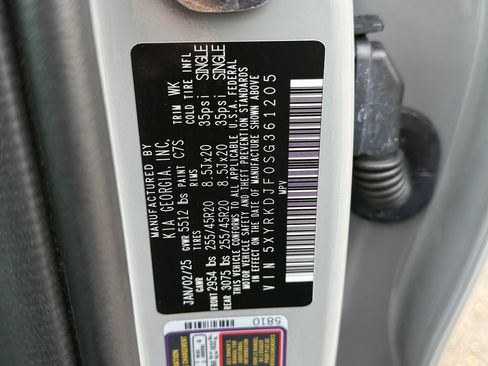 MANUFACTURED BY
KIA GEORGIA, INC.
JAN/02/25 GVWR 5512 lbs PAINT C7S TRIM WK
GAWR TIRES RIMS COLD TIRE INFL
FRONT 2954 lbs 255/45R20 8.5Jx20 35psi SINGLE
REAR 3075 lbs 255/45R20 8.5Jx20 35psi SINGLE
THIS VEHICLE CONFORMS TO ALL APPLICABLE U.S.A. FEDERAL
MOTOR VEHICLE SAFETY AND THEFT PREVENTION STANDARDS
IN EFFECT ON THE DATE OF MANUFACTURE SHOWN ABOVE
VIN 5XYRKDJF0SG361205
MPV
5810